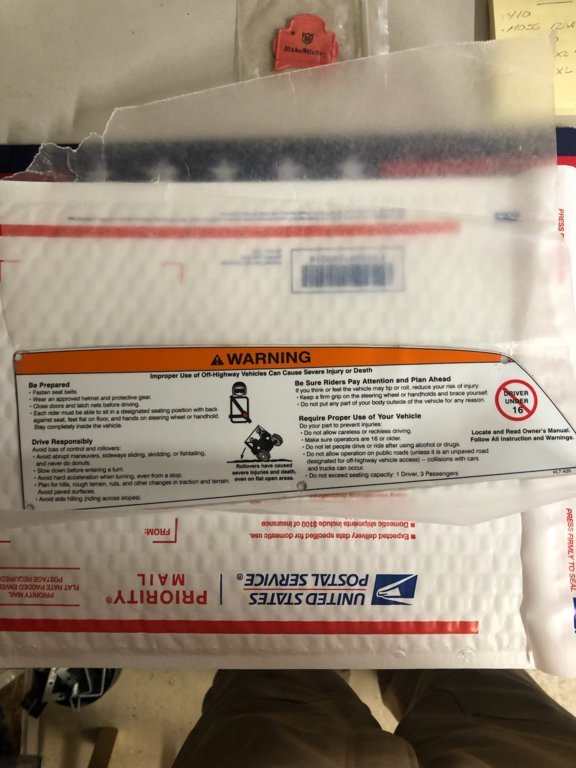 WARNING
Improper Use of Off-Highway Vehicles Can Cause Severe Injury or Death
Be Prepared
• Fasten seat belts.
• Wear an approved helmet and protective gear.
• Close doors and latch nets before driving.
• Each rider must be able to sit in a designated seating position with back
against seat, feet flat on floor, and hands on steering wheel or handhold.
Stay completely inside the vehicle.
Drive Responsibly
Avoid loss of control and rollovers:
• Avoid abrupt maneuvers, sideways sliding, skidding, or fishtailing,
and never do donuts.
• Slow down before entering a turn.
• Avoid hard acceleration when turning, even from a stop.
• Plan for hills, rough terrain, ruts, and other changes in traction and terrain.
Avoid paved surfaces.
• Avoid side hilling (riding across slopes).
Rollovers have caused
severe injuries and death,
even on flat open areas.
Be Sure Riders Pay Attention and Plan Ahead
If you think or feel the vehicle may tip or roll, reduce your risk of injury.
• Keep a firm grip on the steering wheel or handholds and brace yourself.
• Do not put any part of your body outside of the vehicle for any reason.
Require Proper Use of Your Vehicle
Do your part to prevent injuries:
• Do not allow careless or reckless driving.
• Make sure operators are 16 or older.
• Do not let people drive or ride after using alcohol or drugs.
• Do not allow operation on public roads (unless it is an unpaved road
designated for off-highway vehicle access) – collisions with cars
and trucks can occur.
• Do not exceed seating capacity: 1 Driver, 3 Passengers
DRIVER
UNDER
16
Locate and Read Owner's Manual.
Follow All Instruction and Warnings.
■ Expected delivery date specified for domestic use.
■ Domestic shipments include $100 of insurance
FROM:
UNITED STATES
POSTAL SERVICE®
PRIORITY®
MAIL
PRIORITY MAIL
POSTAGE REQUIRED
PRESS FIRMLY TO SEAL